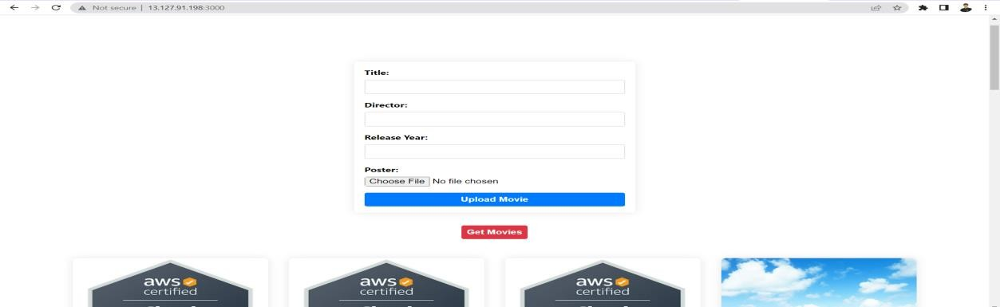 Not secure | 13.127.91.198:3000
Title:
Director:
Release Year:
Poster:
Choose File No file chosen
Upload Movie
Get Movies
aws aws aws
certified certified certified